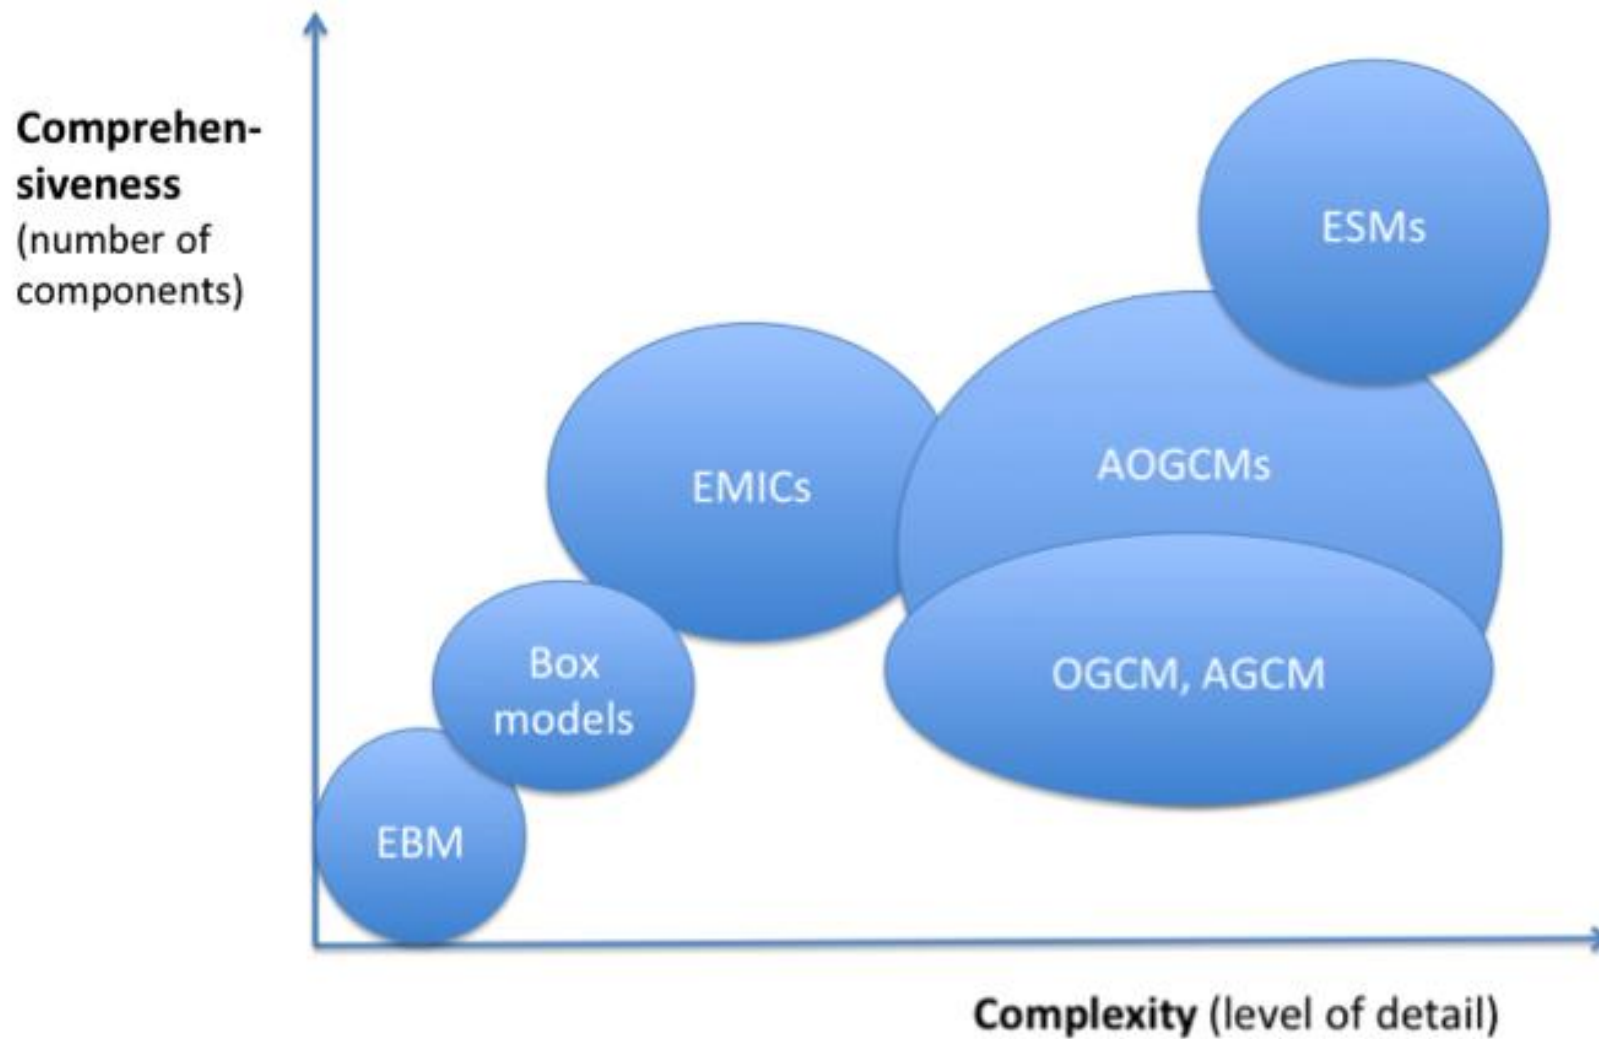 Comprehen-
siveness
(number of
components)
ESMs
AOGCMs
EMICs
Box
models
OGCM, AGCM
EBM
Complexity (level of detail)